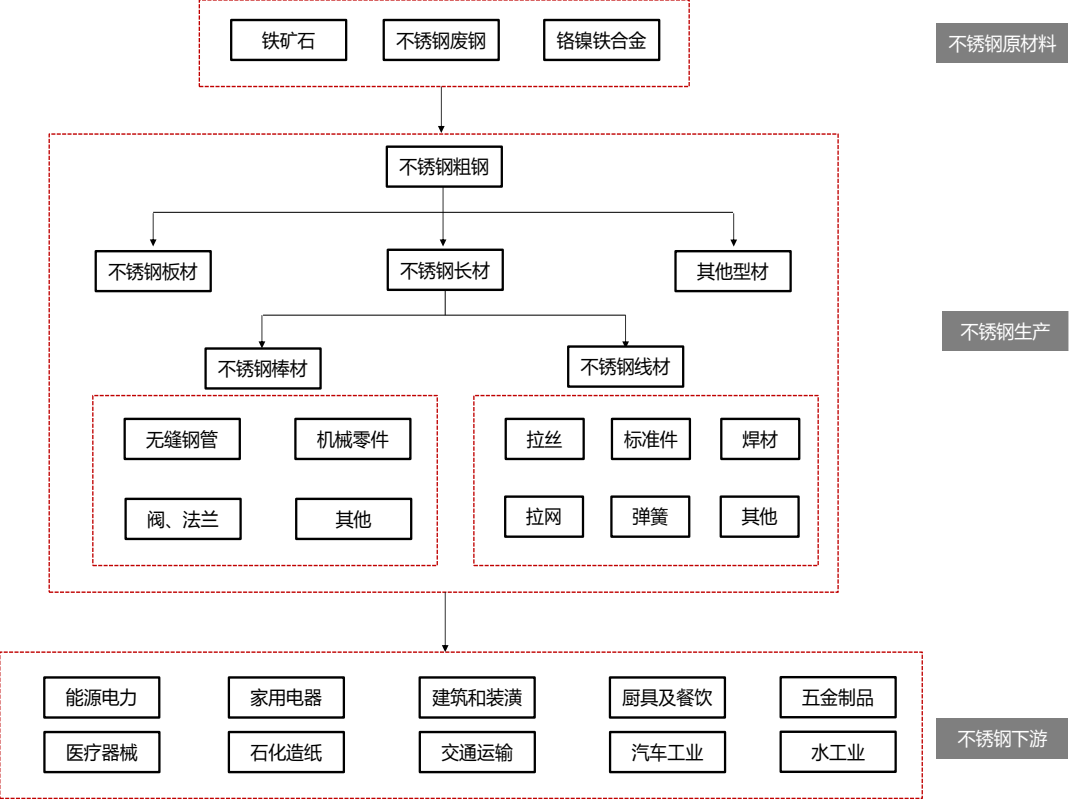 铁矿石
不锈钢废钢
铬镍铁合金
不锈钢原材料
不锈钢粗钢
不锈钢板材
不锈钢长材
其他型材
不锈钢生产
不锈钢棒材
不锈钢线材
无缝钢管
机械零件
拉丝
标准件
焊材
阀、法兰
其他
拉网
弹簧
其他
能源电力
家用电器
建筑和装潢
厨具及餐饮
五金制品
不锈钢下游
医疗器械
石化造纸
交通运输
汽车工业
水工业